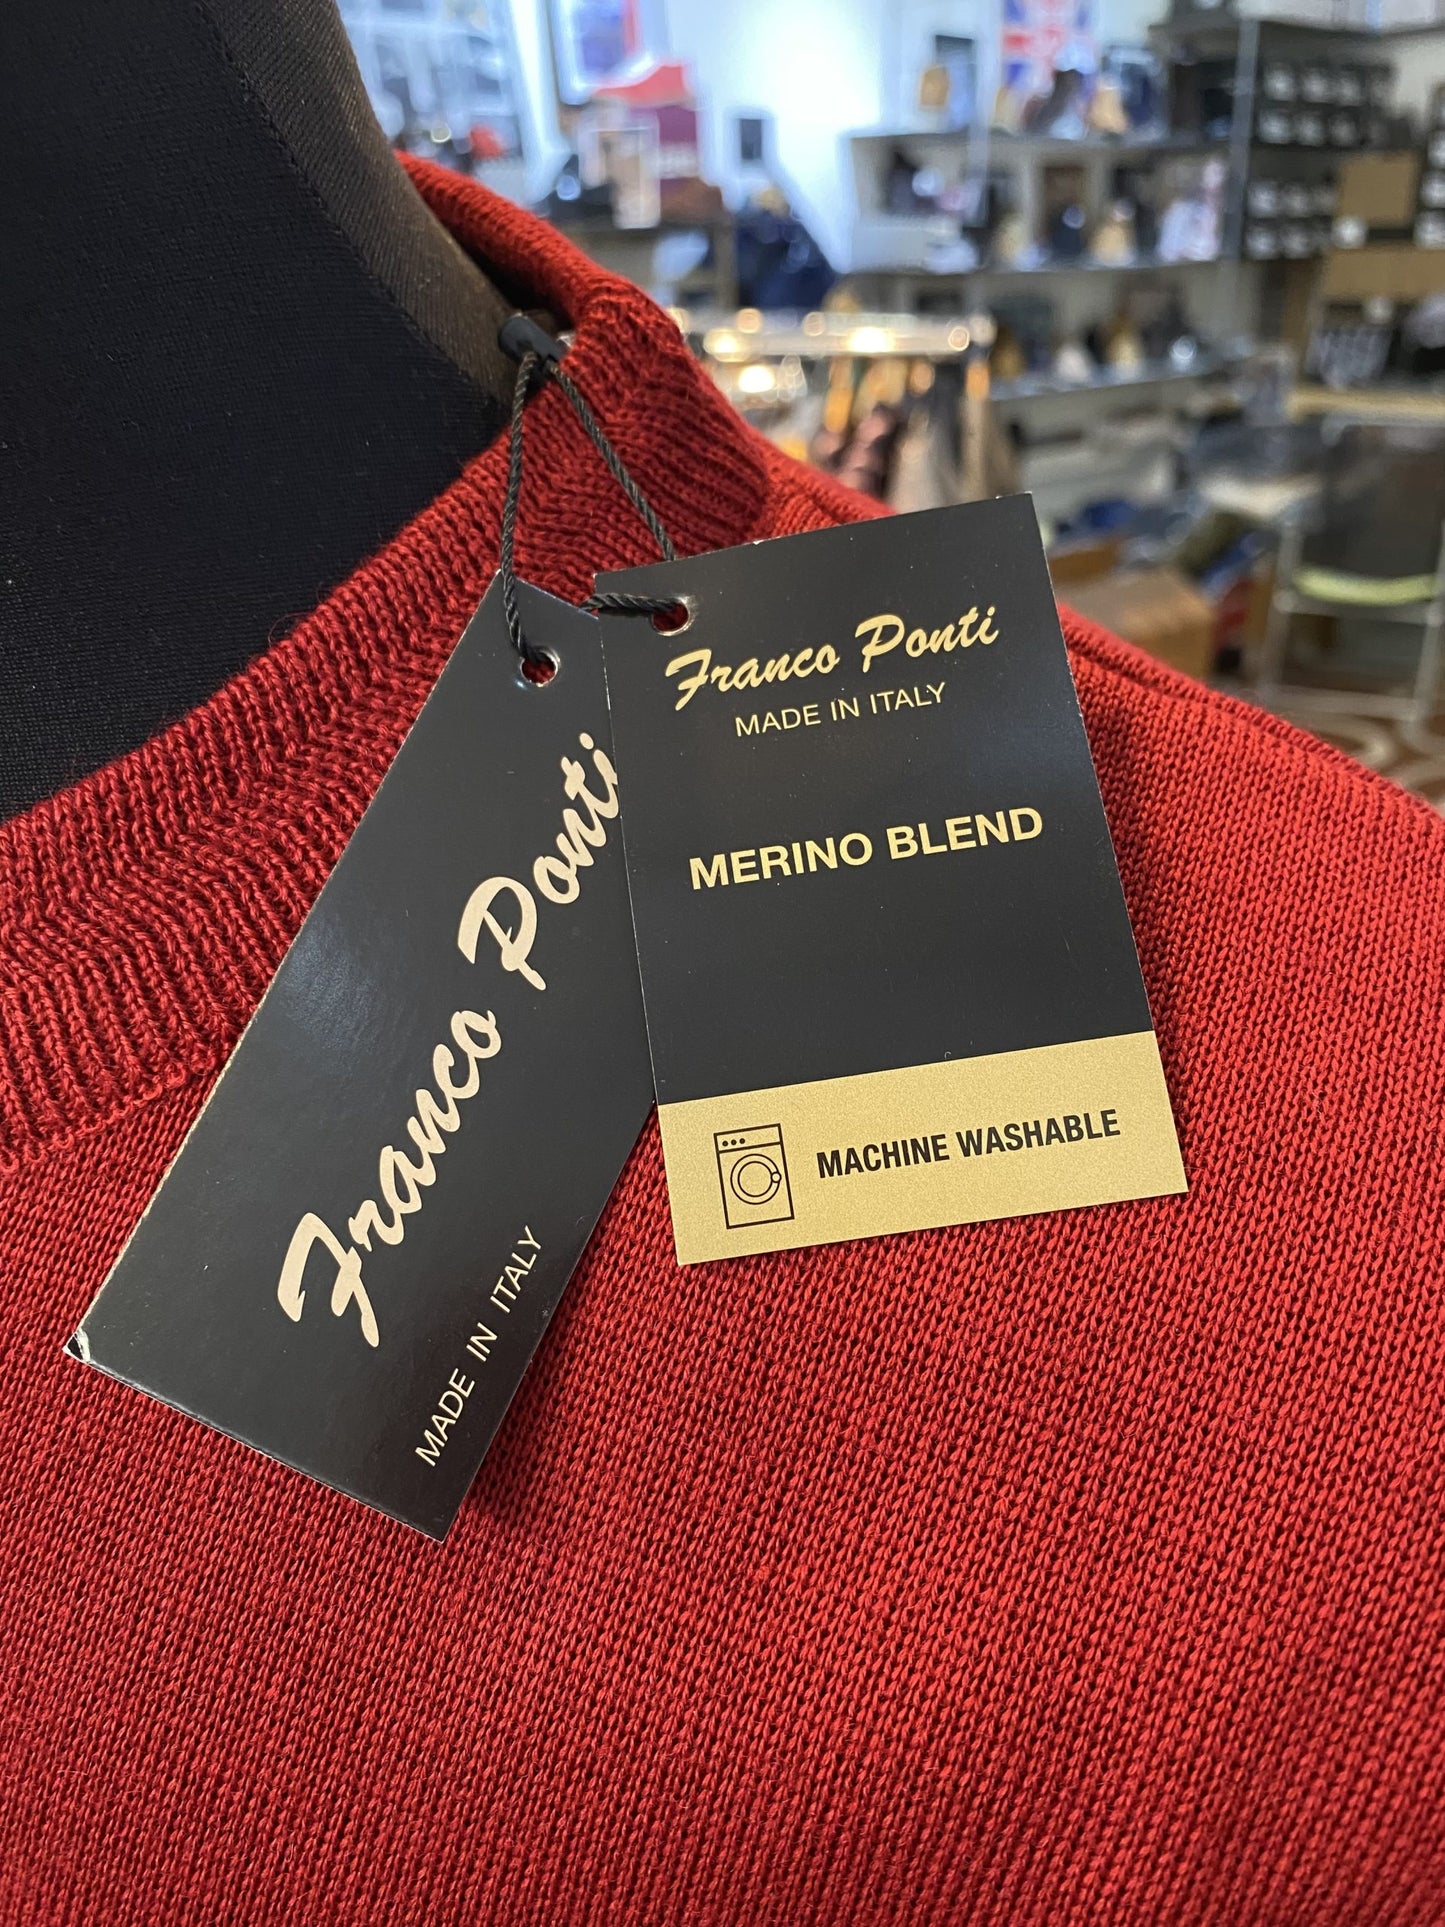 Franco Ponti
MADE IN ITALY
Franco Ponti
MADE IN ITALY
MERINO BLEND
MACHINE WASHABLE